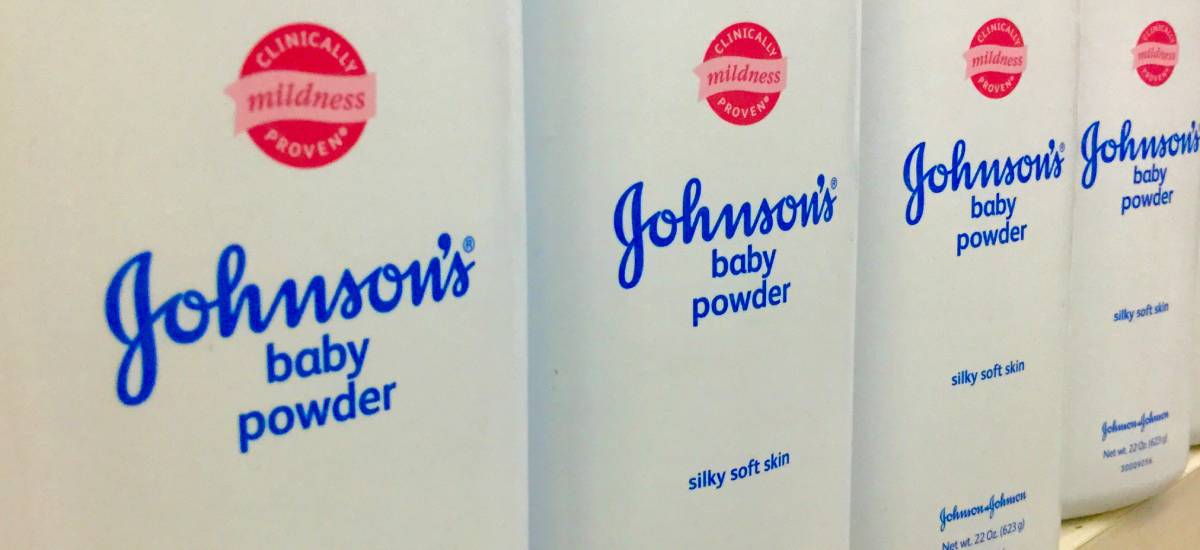 CLINICALLY
mildness
PROVEN®
Johnson's®
baby
powder
CLINICALLY
mildness
PROVEN®
Johnson's®
baby
powder
silky soft skin
CLINICALLY
mildness
PROVEN®
Johnson's®
baby
powder
silky soft skin
Johnson & Johnson
Net wt. 22 Oz. (623 g)
CLINICALLY
mildness
PROVEN
Johnson's
baby
powder
silky soft skin
Johnson & Johnson
Net wt. 22 Oz. (623 g)